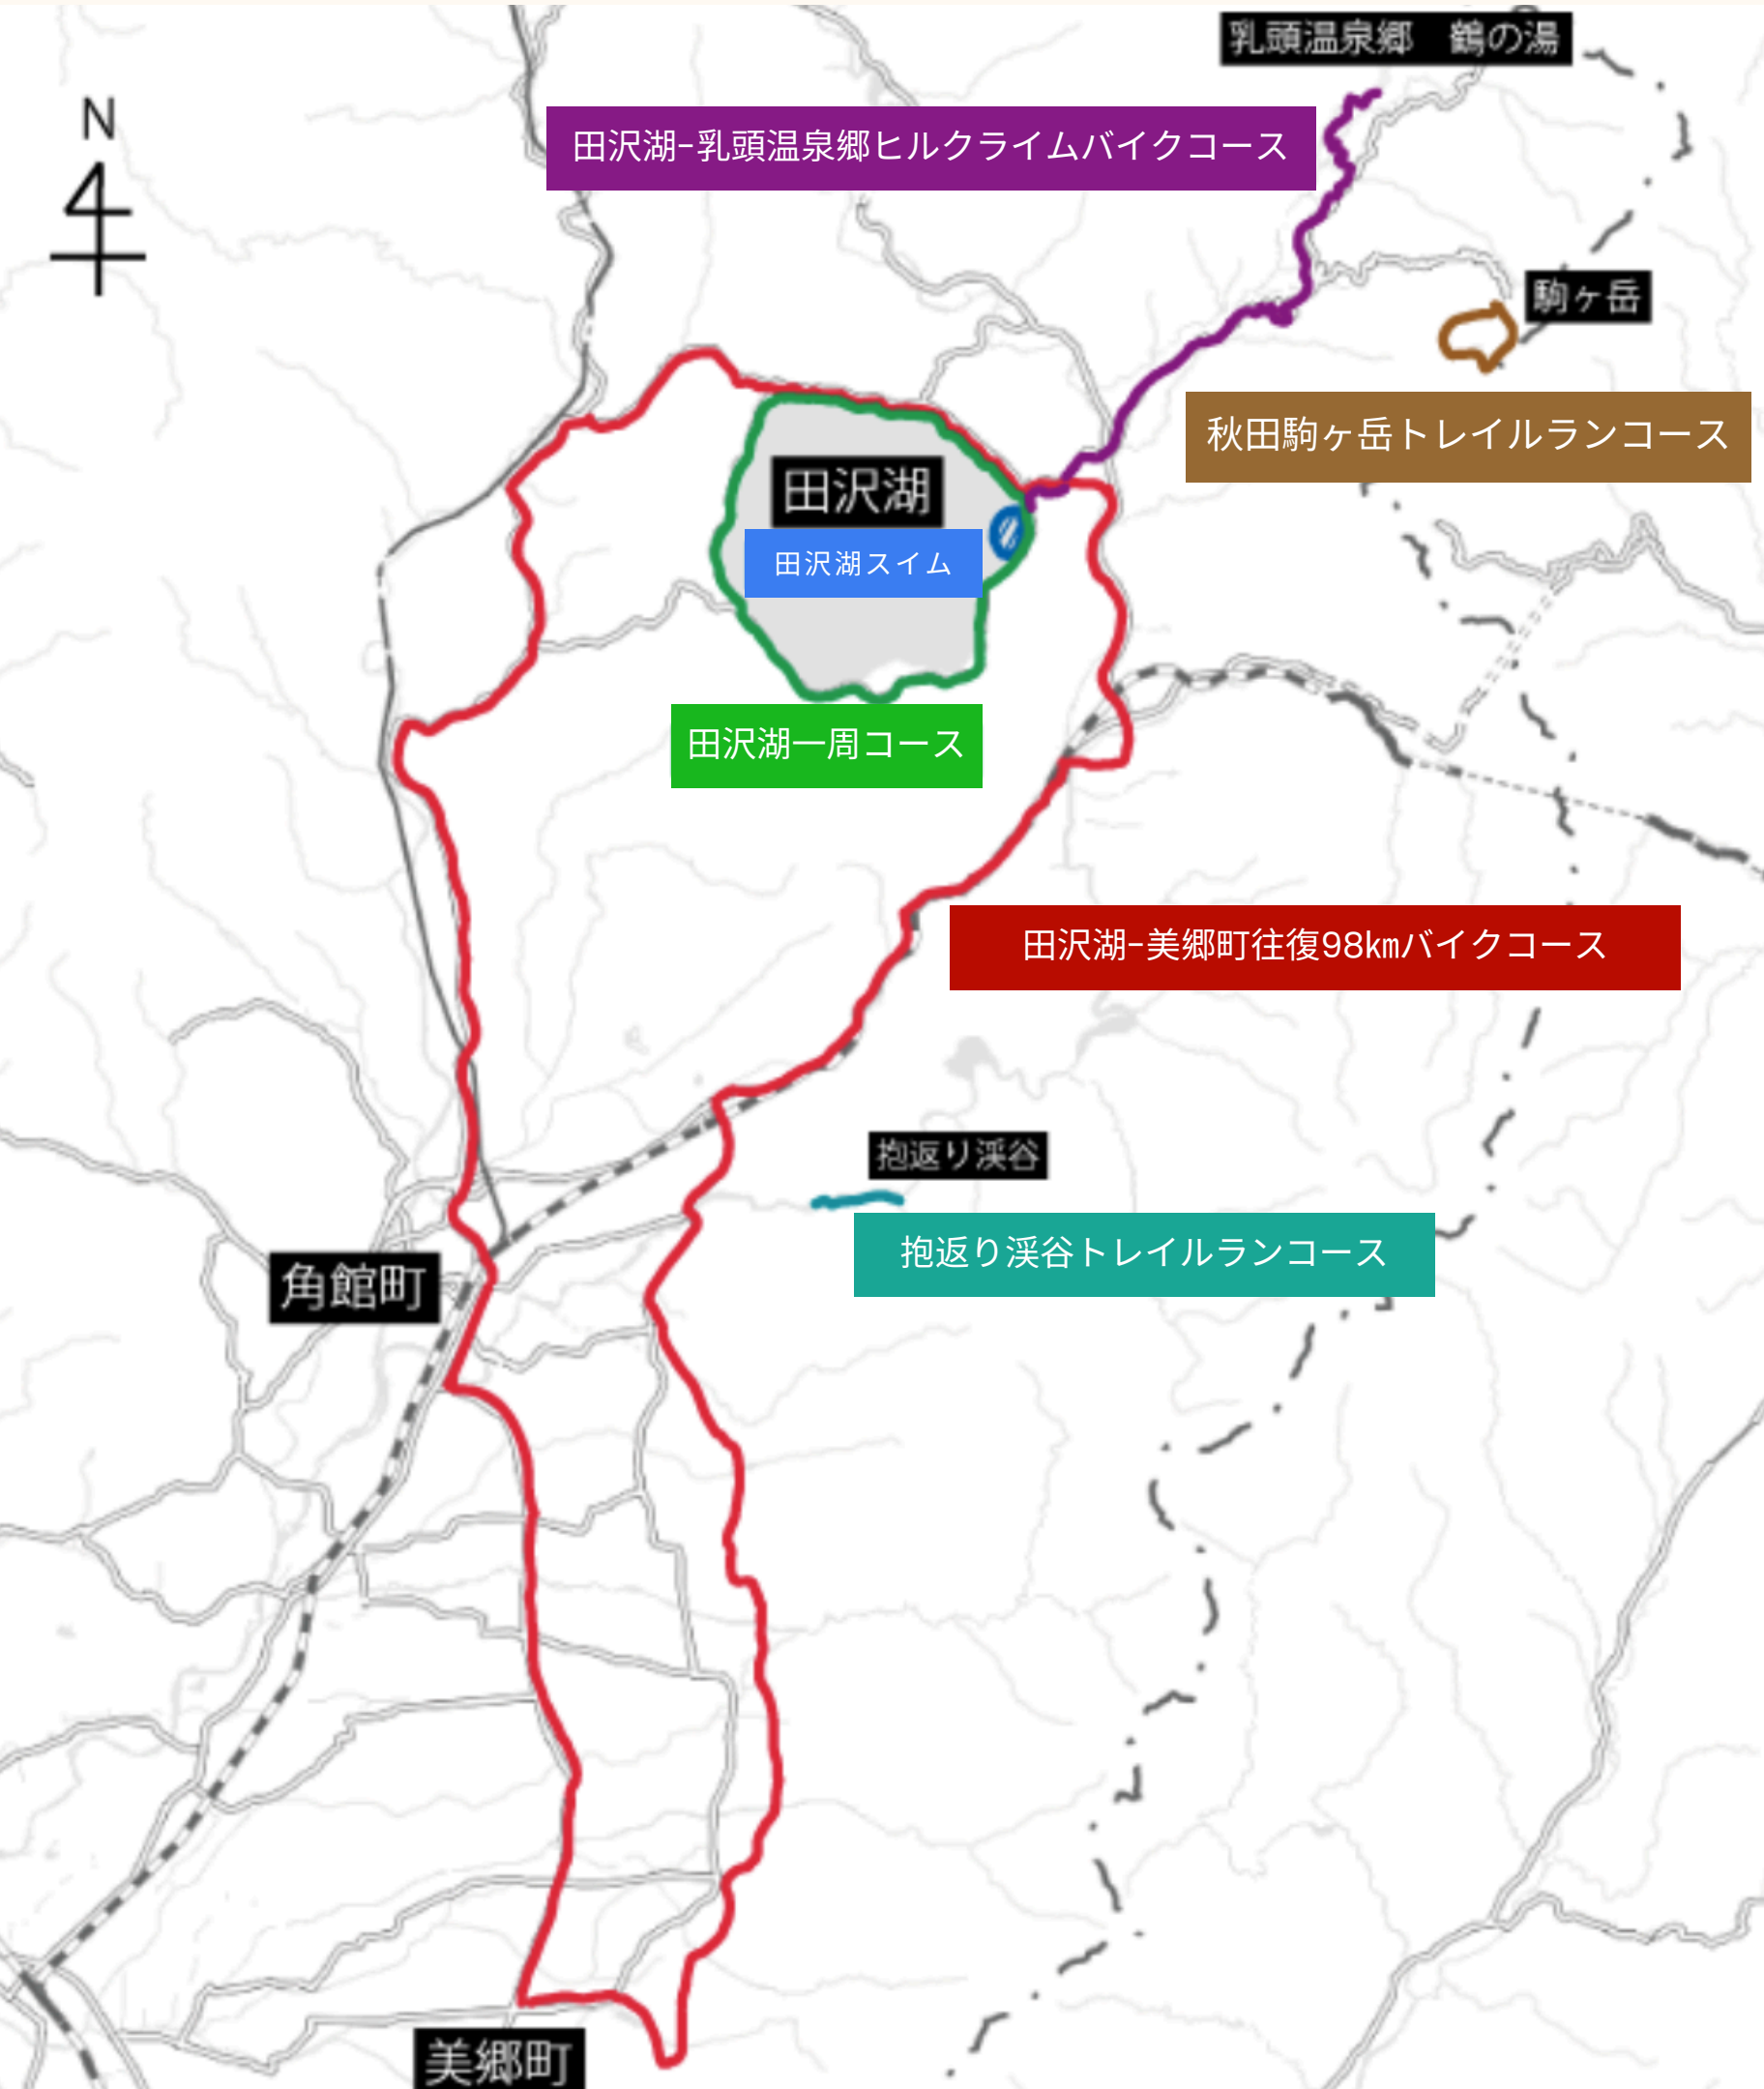 乳頭温泉郷　鶴の湯
N
田沢湖-乳頭温泉郷ヒルクライムバイクコース
駒ヶ岳
秋田駒ヶ岳トレイルランコース
田沢湖
田沢湖スイム
田沢湖一周コース
田沢湖-美郷町往復98㎞バイクコース
抱返り渓谷
抱返り渓谷トレイルランコース
角館町
美郷町